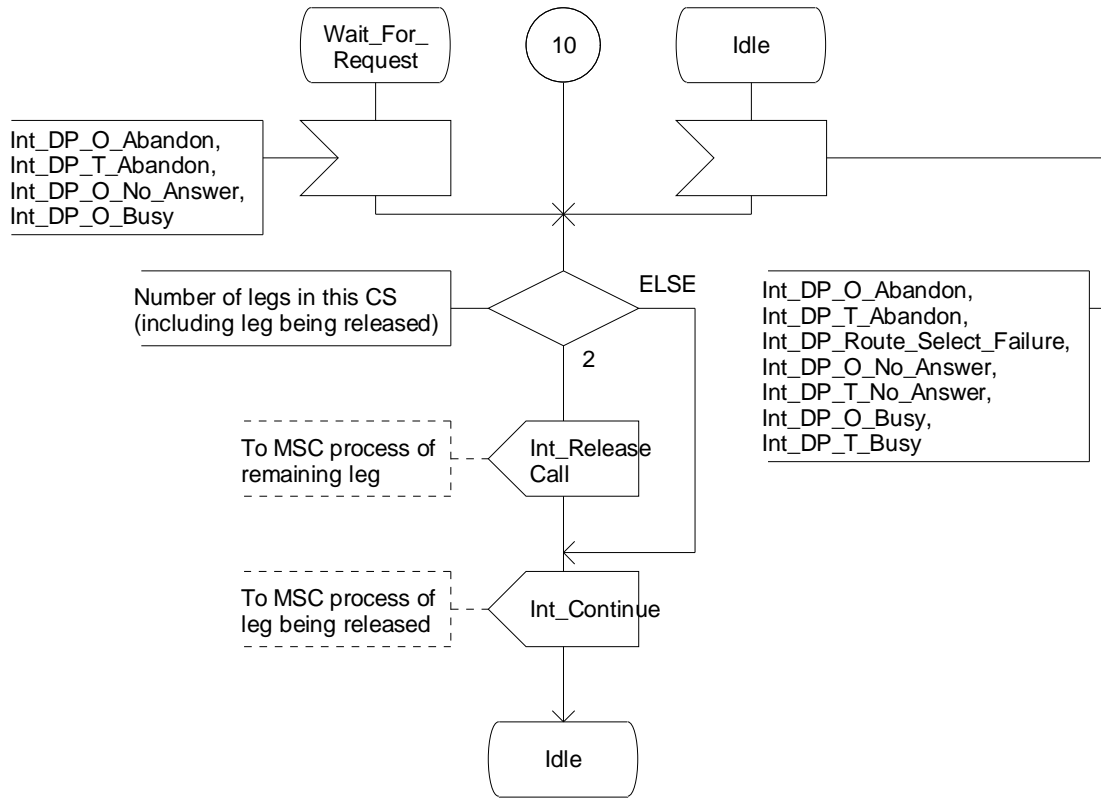 Wait_For_
Request
10
Idle
Int_DP_O_Abandon,
Int_DP_T_Abandon,
Int_DP_O_No_Answer,
Int_DP_O_Busy
Number of legs in this CS
(including leg being released)
ELSE
2
Int_DP_O_Abandon,
Int_DP_T_Abandon,
Int_DP_Route_Select_Failure,
Int_DP_O_No_Answer,
Int_DP_T_No_Answer,
Int_DP_O_Busy,
Int_DP_T_Busy
To MSC process of
remaining leg
Int_Release
Call
To MSC process of
leg being released
Int_Continue
Idle